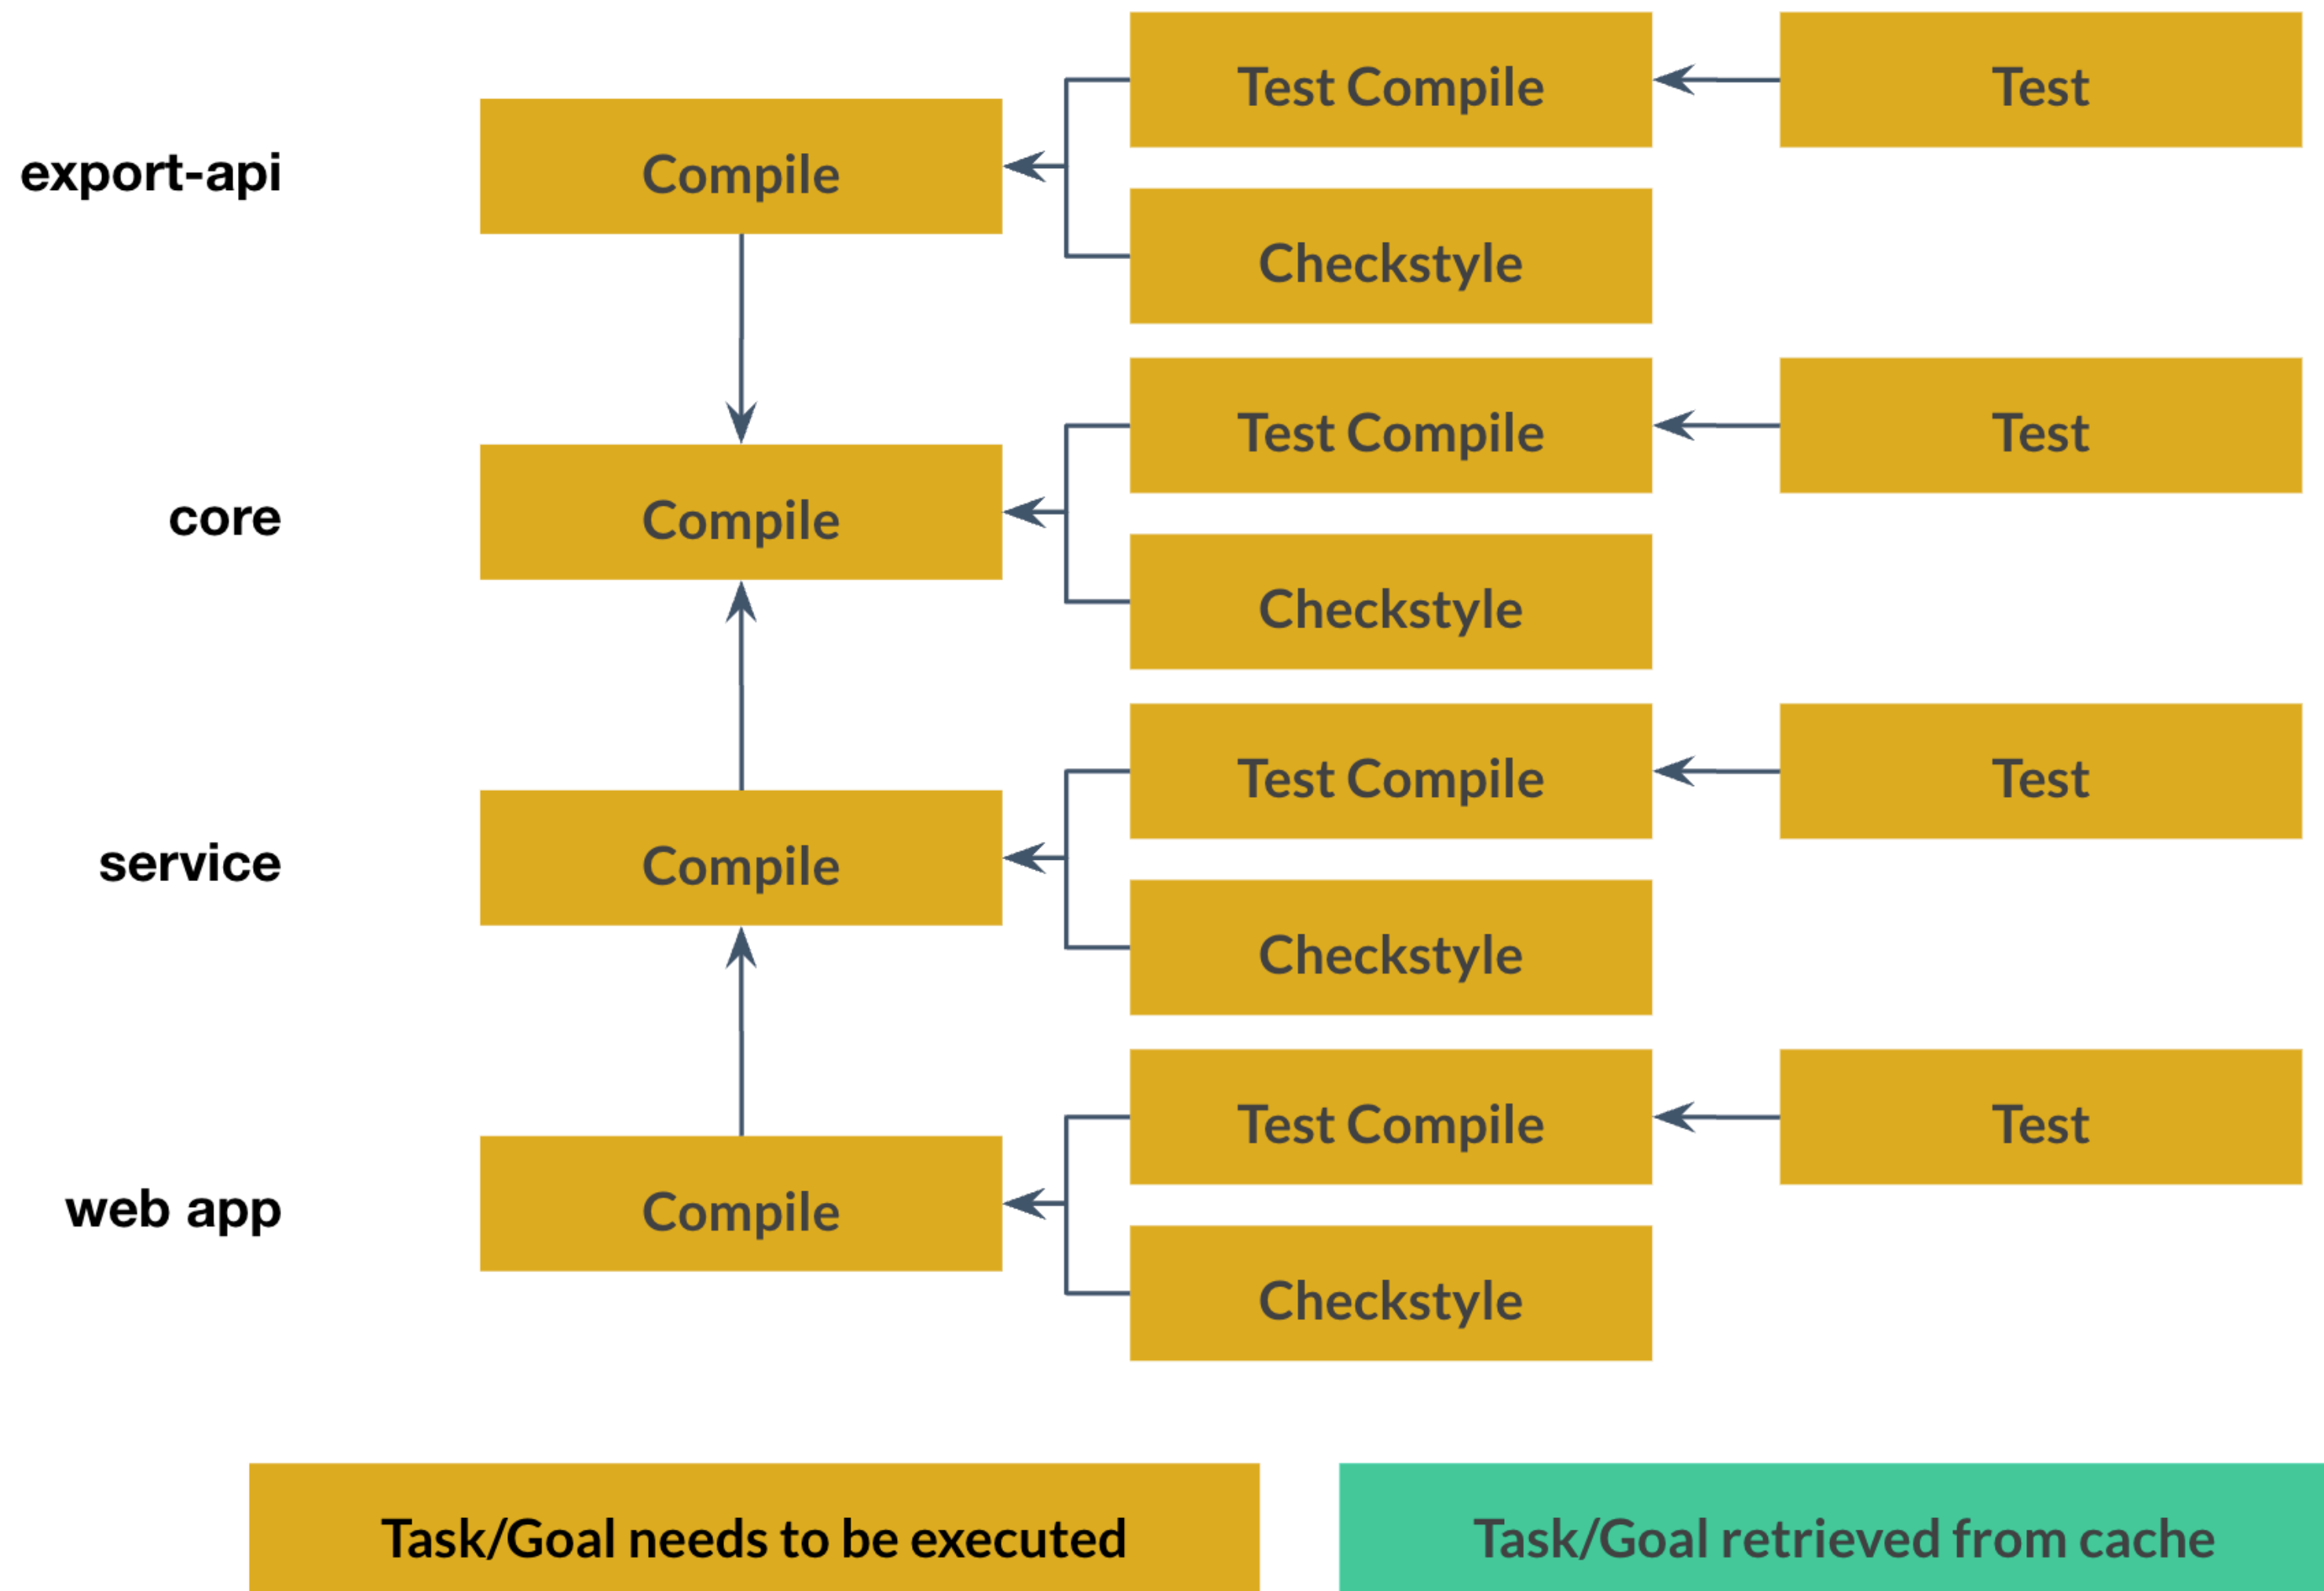 Test Compile
Test
export-api
Compile
Checkstyle
Test Compile
Test
core
Compile
Checkstyle
Test Compile
Test
service
Compile
Checkstyle
Test Compile
Test
web app
Compile
Checkstyle
Task/Goal needs to be executed
Task/Goal retrieved from cache